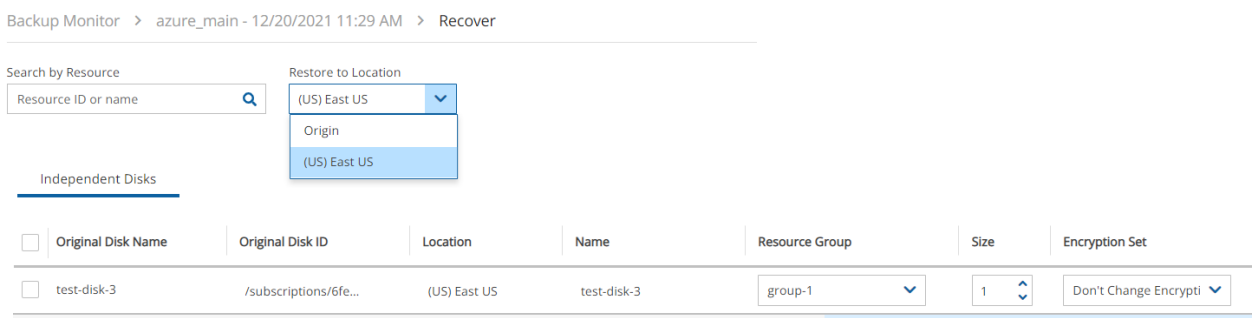 Backup Monitor > azure_main - 12/20/2021 11:29 AM > Recover
Search by Resource Restore to Location
Resource ID or name (US) East US
Origin
(US) East US
Independent Disks
Original Disk Name Original Disk ID Location Name Resource Group Size Encryption Set
test-disk-3 /subscriptions/6fe... (US) East US test-disk-3 group-1 1 Don't Change Encrypti